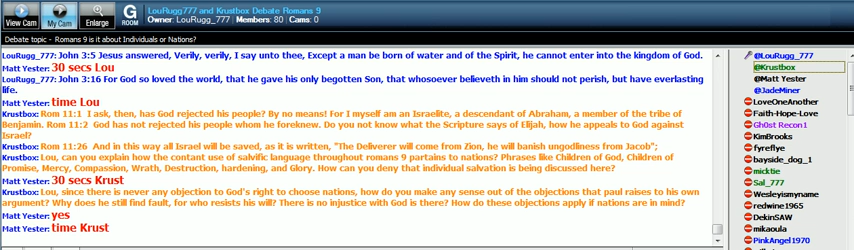 LouRugg777 and Krustbox Debate Romans 9
Owner: LouRugg_777 | Members: 80 | Cams: 0
View Cam
My Cam
Enlarge
G
ROOM
Debate topic - Romans 9 is it about Individuals or Nations?
LouRugg_777: John 3:5 Jesus answered, Verily, verily, I say unto thee, Except a man be born of water and of the Spirit, he cannot enter into the kingdom of God.
Matt Yester: 30 secs Lou
LouRugg_777: John 3:16 For God so loved the world, that he gave his only begotten Son, that whosoever believeth in him should not perish, but have everlasting
life.
Matt Yester: time Lou
Krustbox: Rom 11:1 I ask, then, has God rejected his people? By no means! For I myself am an Israelite, a descendant of Abraham, a member of the tribe of
Benjamin. Rom 11:2 God has not rejected his people whom he foreknew. Do you not know what the Scripture says of Elijah, how he appeals to God against
Israel?
Krustbox: Rom 11:26 And in this way all Israel will be saved, as it is written, "The Deliverer will come from Zion, he will banish ungodliness from Jacob";
Krustbox: Lou, can you explain how the contant use of salvific language throughout romans 9 partains to nations? Phrases like Children of God, Children of
Promise, Mercy, Compassion, Wrath, Destruction, hardening, and Glory. How can you deny that individual salvation is being discussed here?
Matt Yester: 30 secs Krust
Krustbox: Lou, since there is never any objection to God's right to choose nations, how do you make any sense out of the objections that paul raises to his own
argument? Why does he still find fault, for who resists his will? There is no injustice with God is there? How do these objections apply if nations are in mind?
Matt Yester: yes
Matt Yester: time Krust
@LouRugg_777
@Krustbox
@Matt Yester
@JadeMiner
LoveOneAnother
Faith-Hope-Love
Gh0st Recon1
KimBrooks
fyreflye
bayside_dog_1
micktie
Sal_777
Wesleyismyname
redwine1965
DekinSAW
mikaoula
PinkAngel1970